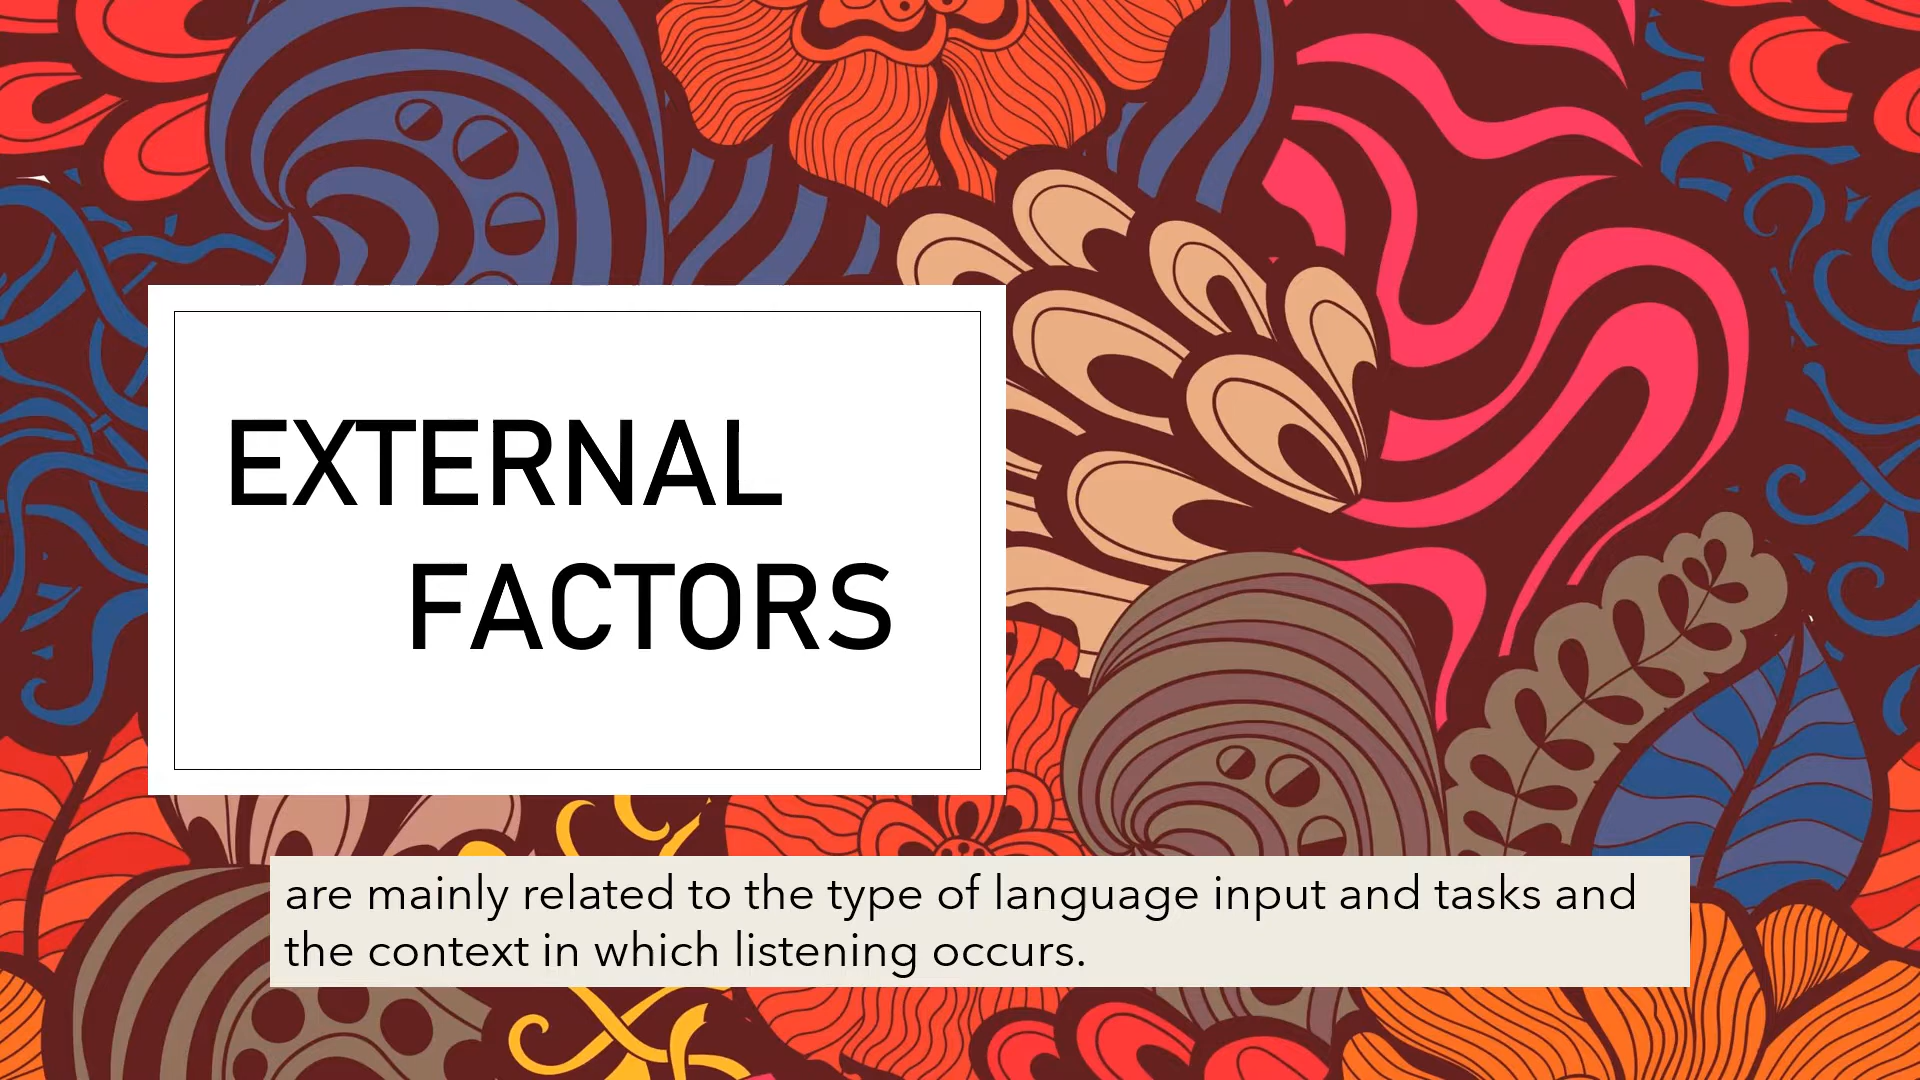 EXTERNAL
FACTORS
are mainly related to the type of language input and tasks and
the context in which listening occurs.